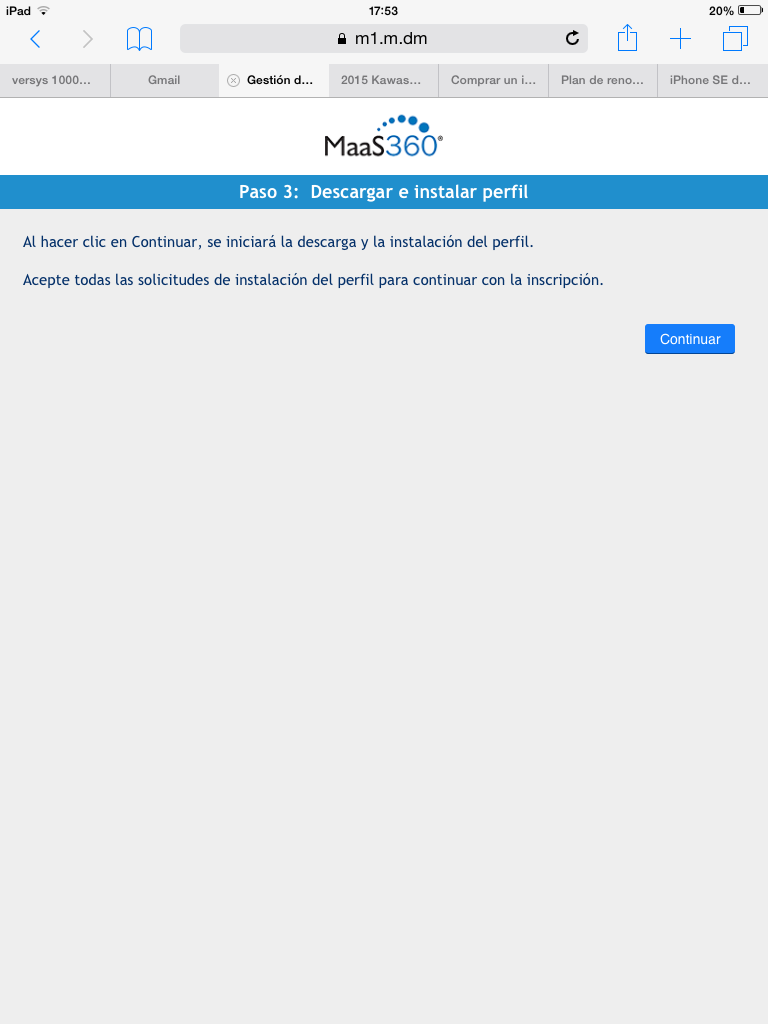 iPad 17:53 20%
m1.m.dm
versys 1000... Gmail Gestión d... 2015 Kawas... Comprar un i... Plan de reno... iPhone SE d...
MaaS360®
Paso 3: Descargar e instalar perfil
Al hacer clic en Continuar, se iniciará la descarga y la instalación del perfil.
Acepte todas las solicitudes de instalación del perfil para continuar con la inscripción.
Continuar